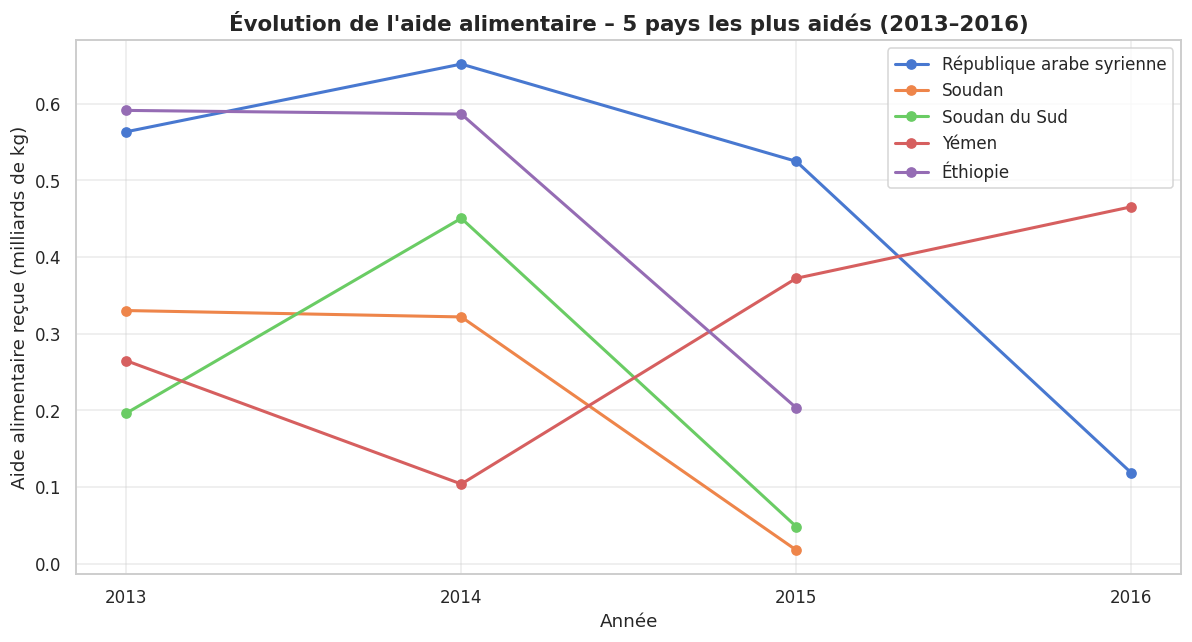 Évolution de l'aide alimentaire – 5 pays les plus aidés (2013–2016)
République arabe syrienne
Soudan
Soudan du Sud
Yémen
Éthiopie
Aide alimentaire reçue (milliards de kg)
0.6
0.5
0.4
0.3
0.2
0.1
0.0
2013
2014
2015
2016
Année